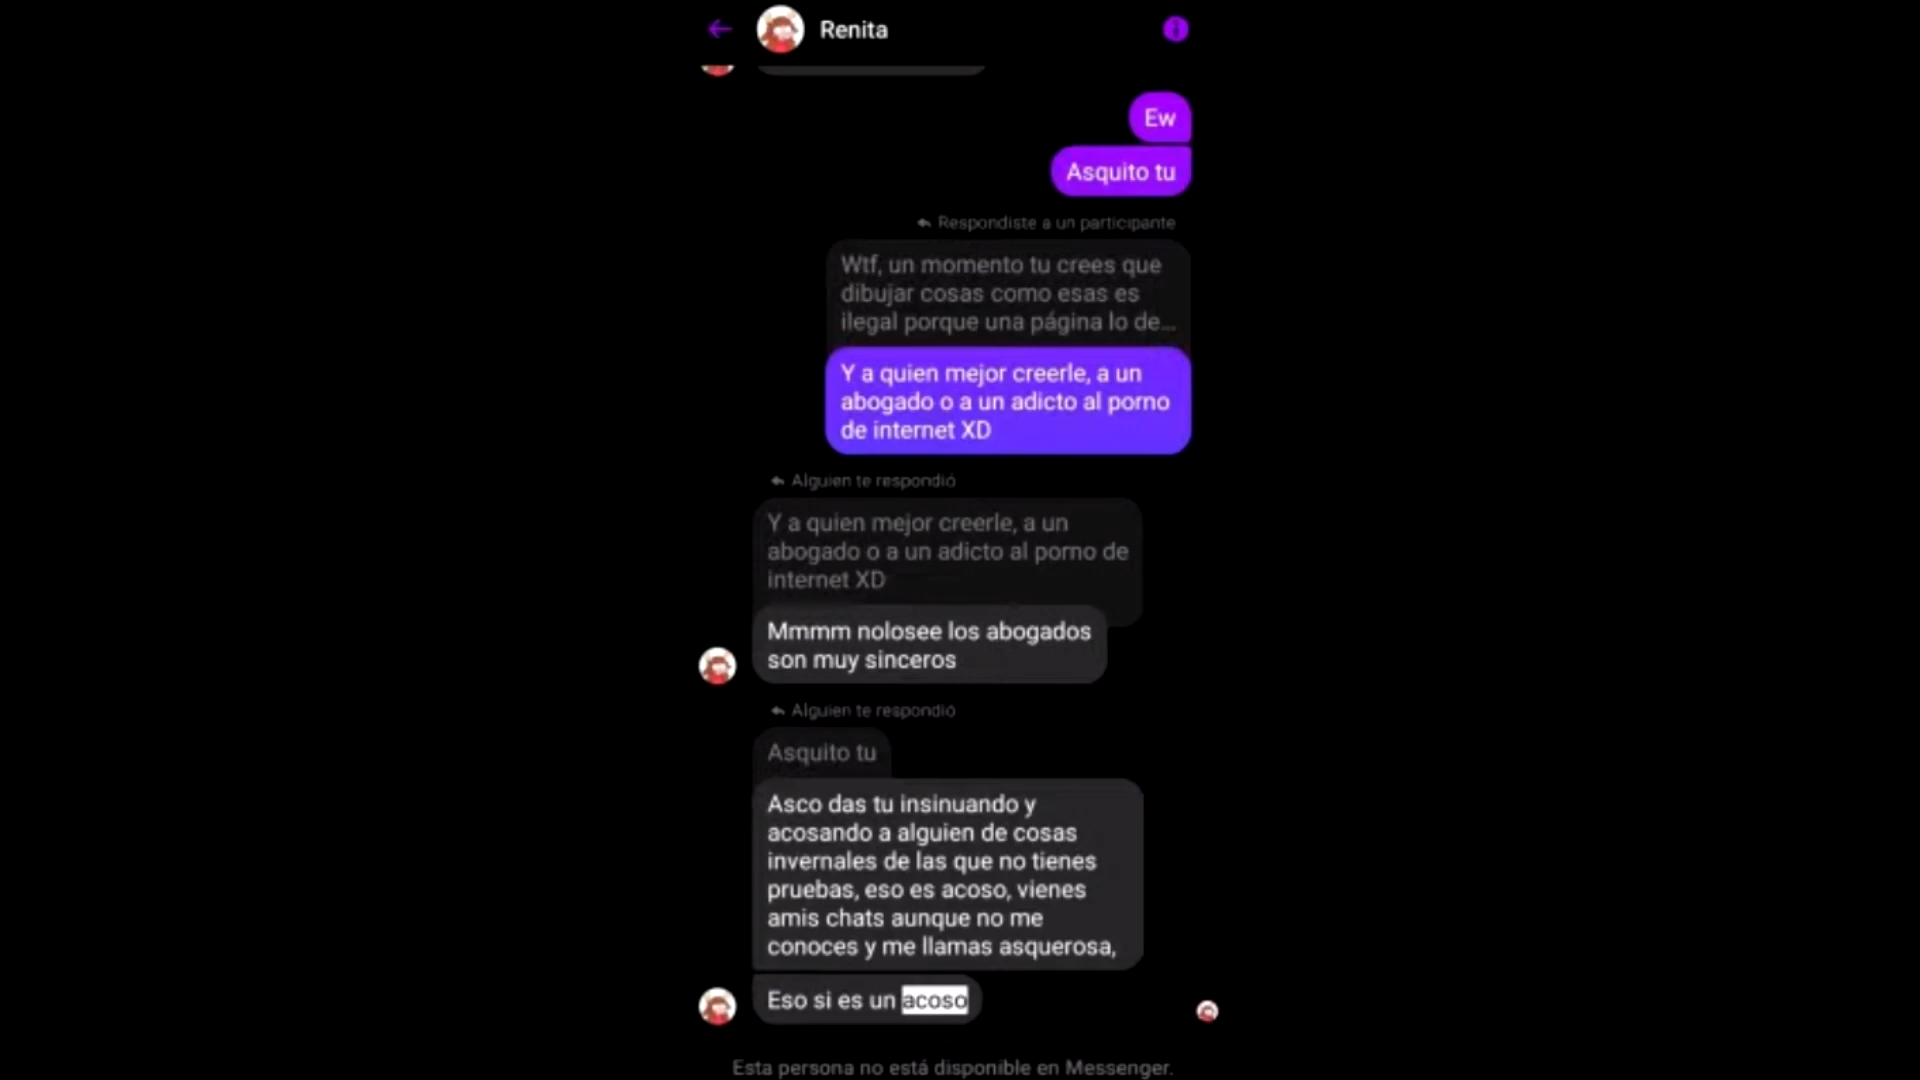 Renita
Ew
Asquito tu
Respondiste a un participante
Wtf, un momento tu crees que
dibujar cosas como esas es
ilegal porque una página lo de...
Y a quien mejor creerle, a un
abogado o a un adicto al porno
de internet XD
Alguien te respondió
Y a quien mejor creerle, a un
abogado o a un adicto al porno de
internet XD
Mmmm nolosee los abogados
son muy sinceros
Alguien te respondió
Asquito tu
Asco das tu insinuando y
acosando a alguien de cosas
invernales de las que no tienes
pruebas, eso es acoso, vienes
amis chats aunque no me
conoces y me llamas asquerosa,
Eso si es un acoso
Esta persona no está disponible en Messenger.